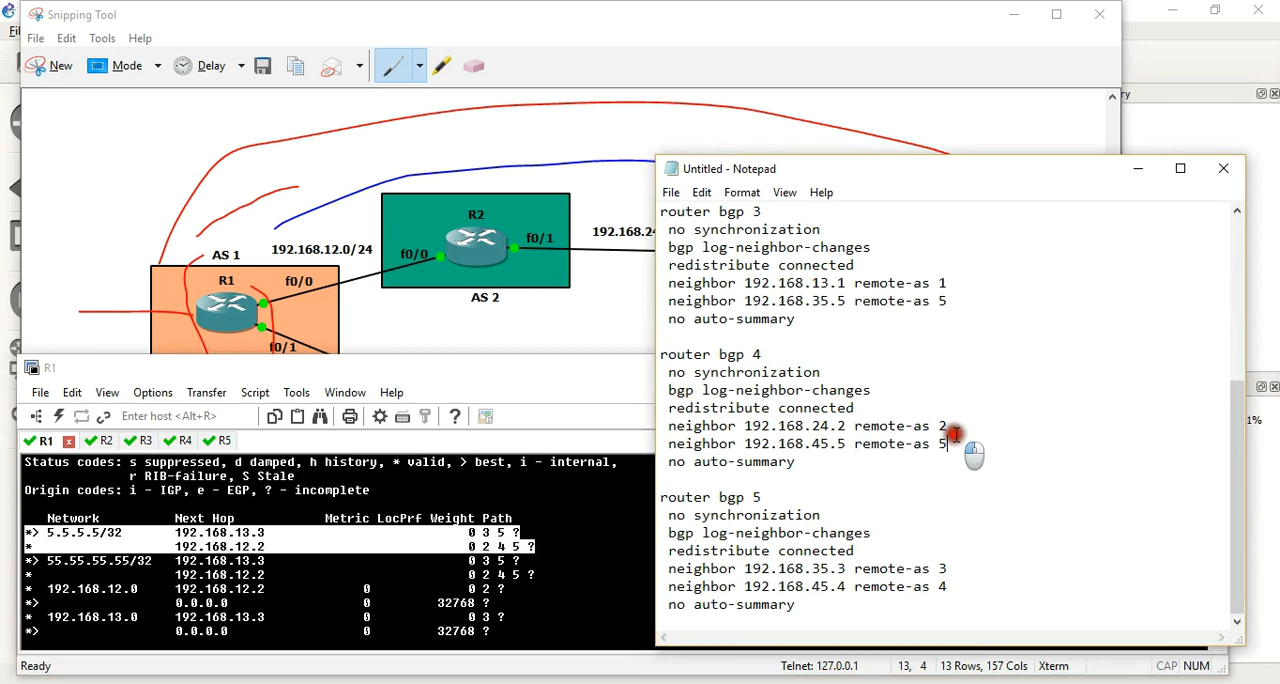 Snipping Tool
File Edit Tools Help
New Mode Delay
192.168.12.0/24
AS 1
R1
f0/0
f0/1
R2
f0/0
f0/1
AS 2
192.168.24
ry
1%
Untitled - Notepad
File Edit Format View Help
router bgp 3
no synchronization
bgp log-neighbor-changes
redistribute connected
neighbor 192.168.13.1 remote-as 1
neighbor 192.168.35.5 remote-as 5
no auto-summary
router bgp 4
no synchronization
bgp log-neighbor-changes
redistribute connected
neighbor 192.168.24.2 remote-as 2
neighbor 192.168.45.5 remote-as 5
no auto-summary
router bgp 5
no synchronization
bgp log-neighbor-changes
redistribute connected
neighbor 192.168.35.3 remote-as 3
neighbor 192.168.45.4 remote-as 4
no auto-summary
R1
File Edit View Options Transfer Script Tools Window Help
Enter host <Alt+R>
R1 R2 R3 R4 R5
Status codes: s suppressed, d damped, h history, * valid, > best, i - internal,
r RIB-failure, S Stale
Origin codes: i - IGP, e - EGP, ? - incomplete
Network Next Hop Metric LocPrf Weight Path
*> 5.5.5.5/32 192.168.13.3 0 3 5 ?
* 192.168.12.2 0 2 4 5 ?
*> 55.55.55.55/32 192.168.13.3 0 3 5 ?
* 192.168.12.2 0 2 4 5 ?
* 192.168.12.0 192.168.12.2 0 0 2 ?
*> 0.0.0.0 0 32768 ?
* 192.168.13.0 192.168.13.3 0 0 3 ?
*> 0.0.0.0 0 32768 ?
Ready Telnet: 127.0.0.1 13, 4 13 Rows, 157 Cols Xterm CAP NUM